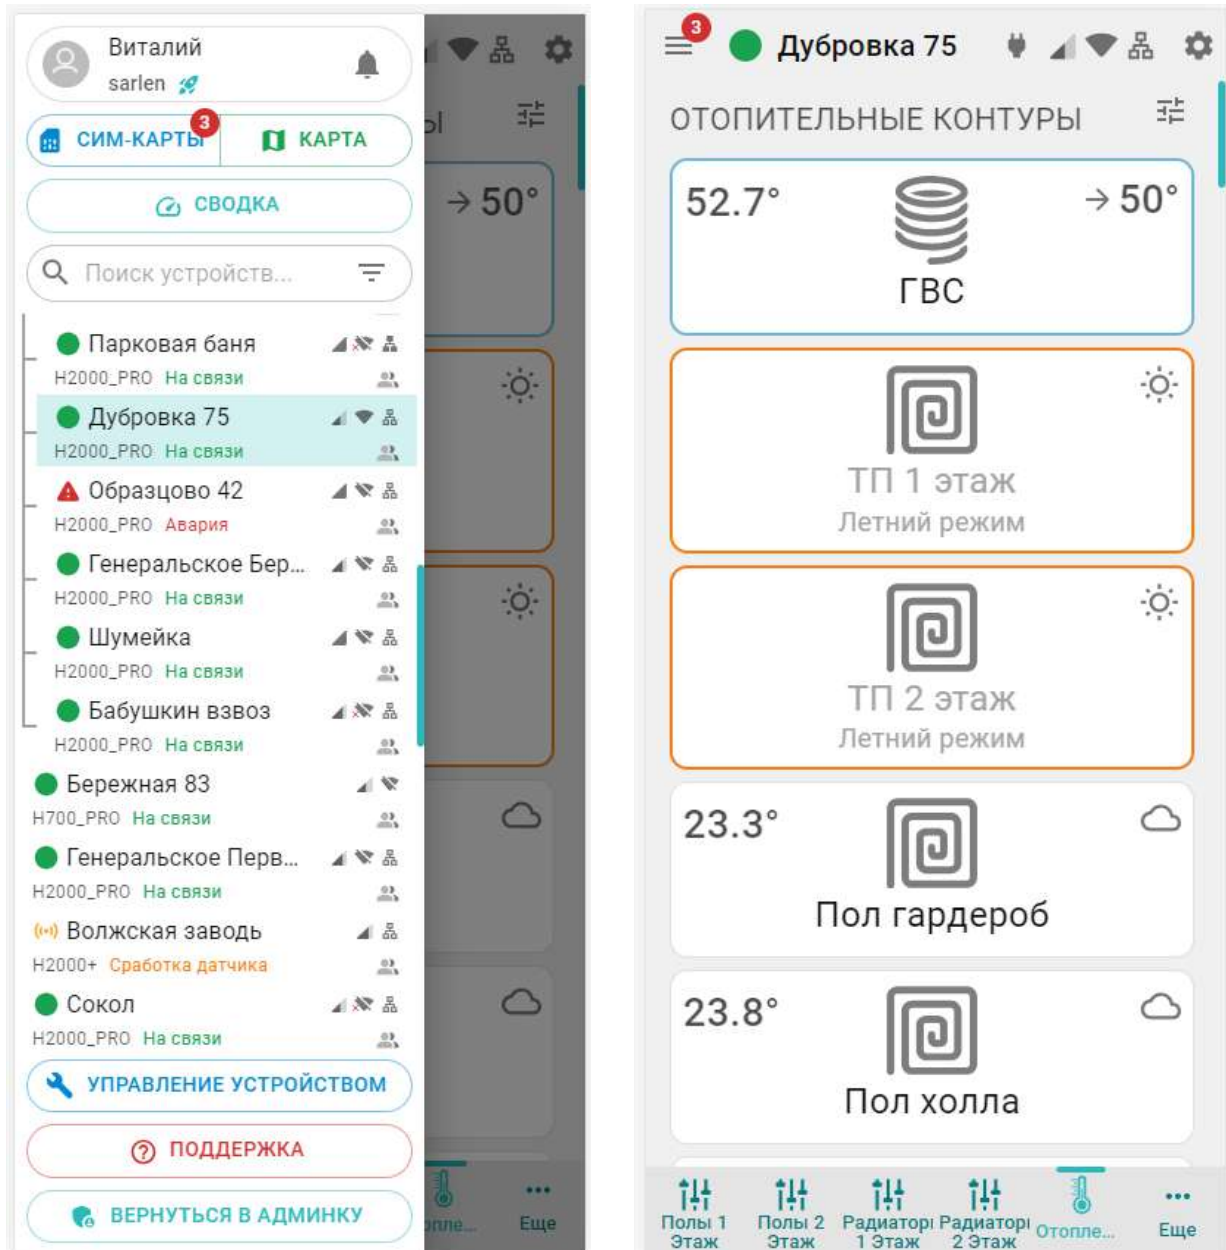 Виталий
sarlen
СИМ-КАРТЫ
3
КАРТА
СВОДКА
Поиск устройств...
Парковая баня
H2000_PRO На связи
Дубровка 75
H2000_PRO На связи
Образцово 42
H2000_PRO Авария
Генеральское Бер...
H2000_PRO На связи
Шумейка
H2000_PRO На связи
Бабушкин взвоз
H2000_PRO На связи
Бережная 83
H700_PRO На связи
Генеральское Перв...
H2000_PRO На связи
Волжская заводь
H2000+ Сработка датчика
Сокол
H2000_PRO На связи
УПРАВЛЕНИЕ УСТРОЙСТВОМ
ПОДДЕРЖКА
ВЕРНУТЬСЯ В АДМИНКУ
Ы
→ 50°
опле...
Еще
3
Дубровка 75
ОТОПИТЕЛЬНЫЕ КОНТУРЫ
52.7°
→ 50°
ГВС
ТП 1 этаж
Летний режим
ТП 2 этаж
Летний режим
23.3°
Пол гардероб
23.8°
Пол холла
Полы 1
Этаж
Полы 2
Этаж
Радиатор
1 Этаж
Радиатор
2 Этаж
Отопле...
Еще